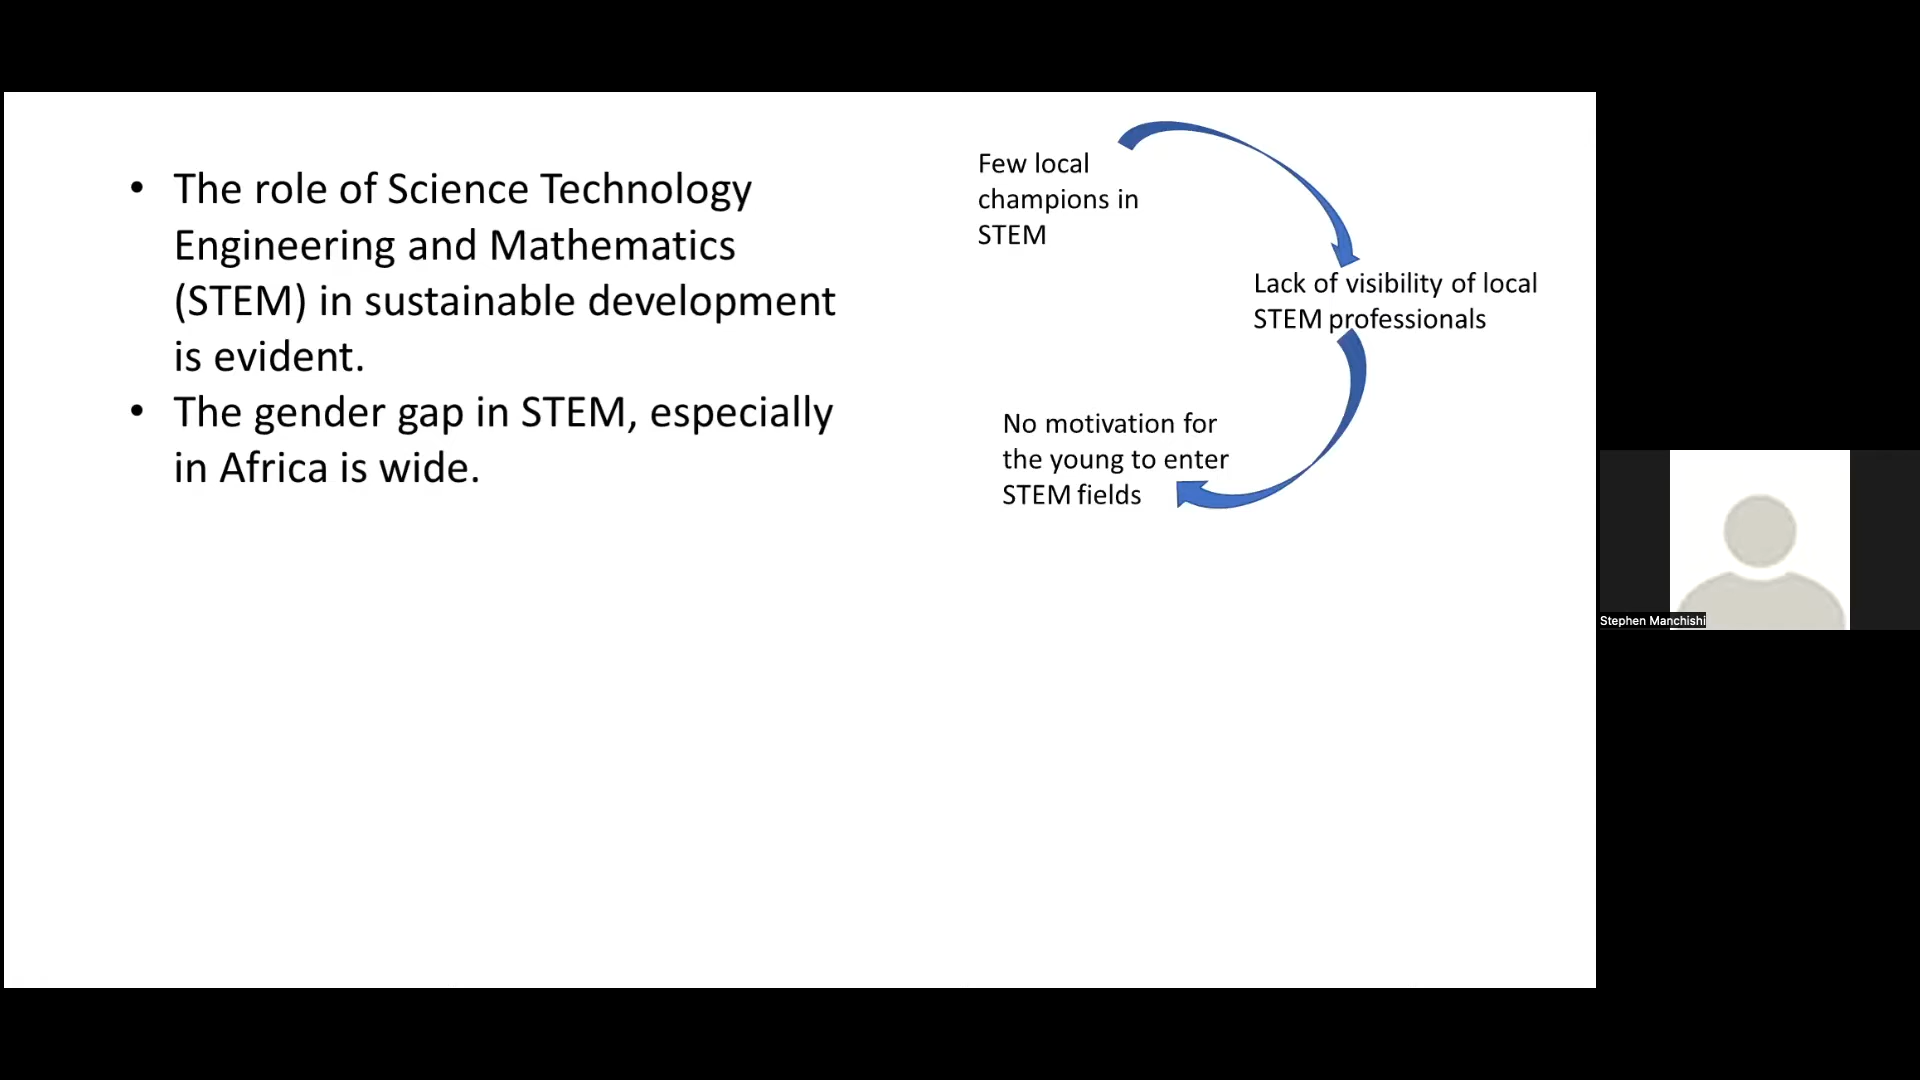 • The role of Science Technology
Engineering and Mathematics
(STEM) in sustainable development
is evident.
• The gender gap in STEM, especially
in Africa is wide.
Few local
champions in
STEM
Lack of visibility of local
STEM professionals
No motivation for
the young to enter
STEM fields
Stephen Manchishi